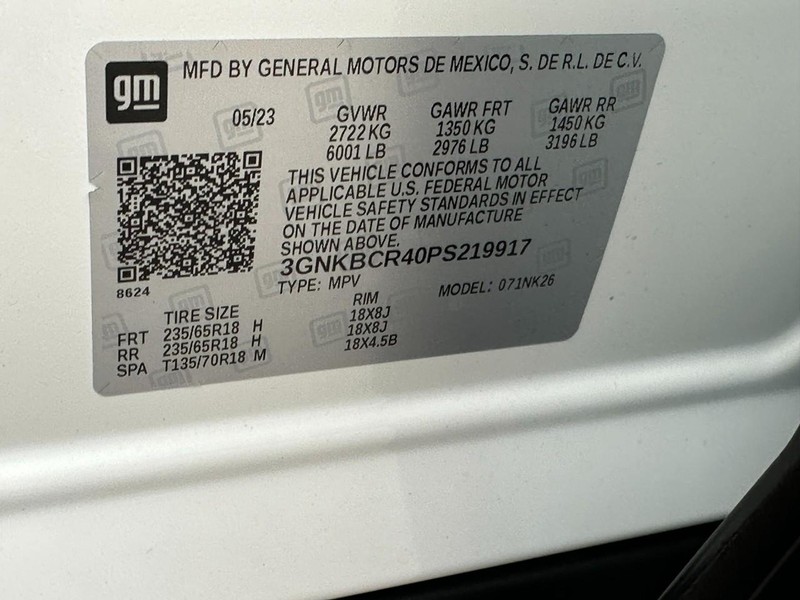 gm
MFD BY GENERAL MOTORS DE MEXICO, S. DE R.L. DE C.V.
05/23
GVWR GAWR FRT GAWR RR
2722 KG 1350 KG 1450 KG
6001 LB 2976 LB 3196 LB
THIS VEHICLE CONFORMS TO ALL
APPLICABLE U.S. FEDERAL MOTOR
VEHICLE SAFETY STANDARDS IN EFFECT
ON THE DATE OF MANUFACTURE
SHOWN ABOVE.
3GNKBCR40PS219917
TYPE: MPV MODEL: 071NK26
8624
TIRE SIZE RIM
FRT 235/65R18 H 18X8J
RR 235/65R18 H 18X8J
SPA T135/70R18 M 18X4.5B